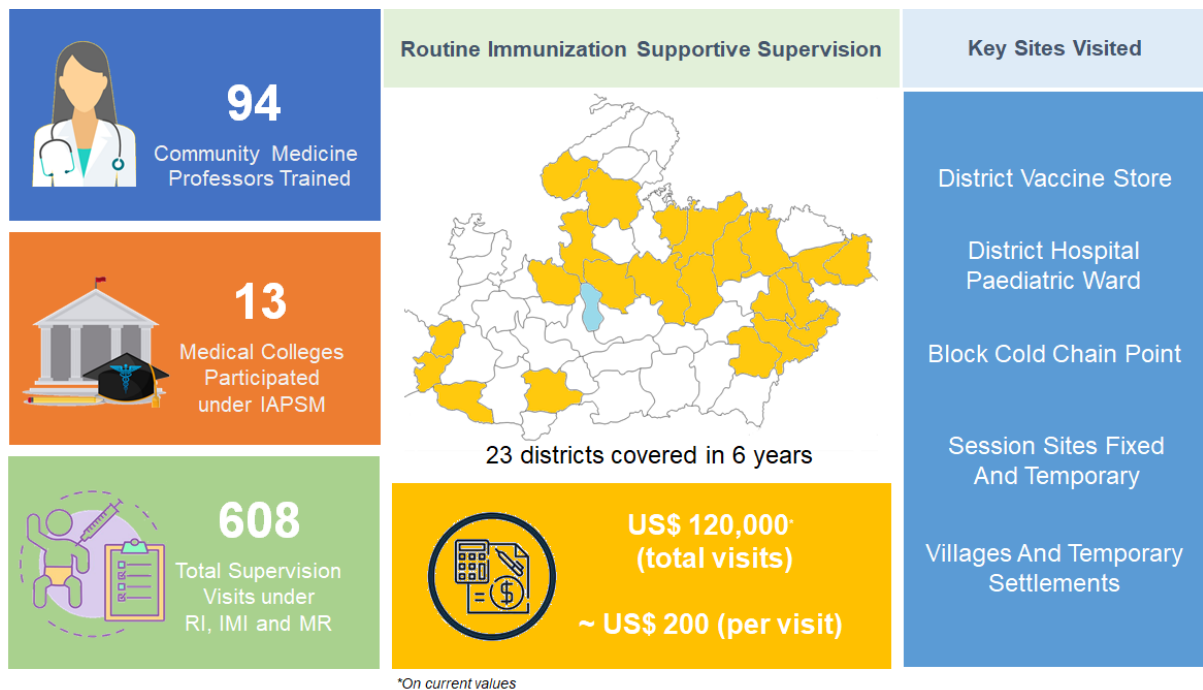 94
Community Medicine
Professors Trained
13
Medical Colleges
Participated
under IAPSM
608
Total Supervision
Visits under
RI, IMI and MR
Routine Immunization Supportive Supervision
23 districts covered in 6 years
US$ 120,000*
(total visits)
~ US$ 200 (per visit)
*On current values
Key Sites Visited
District Vaccine Store
District Hospital
Paediatric Ward
Block Cold Chain Point
Session Sites Fixed
And Temporary
Villages And Temporary
Settlements